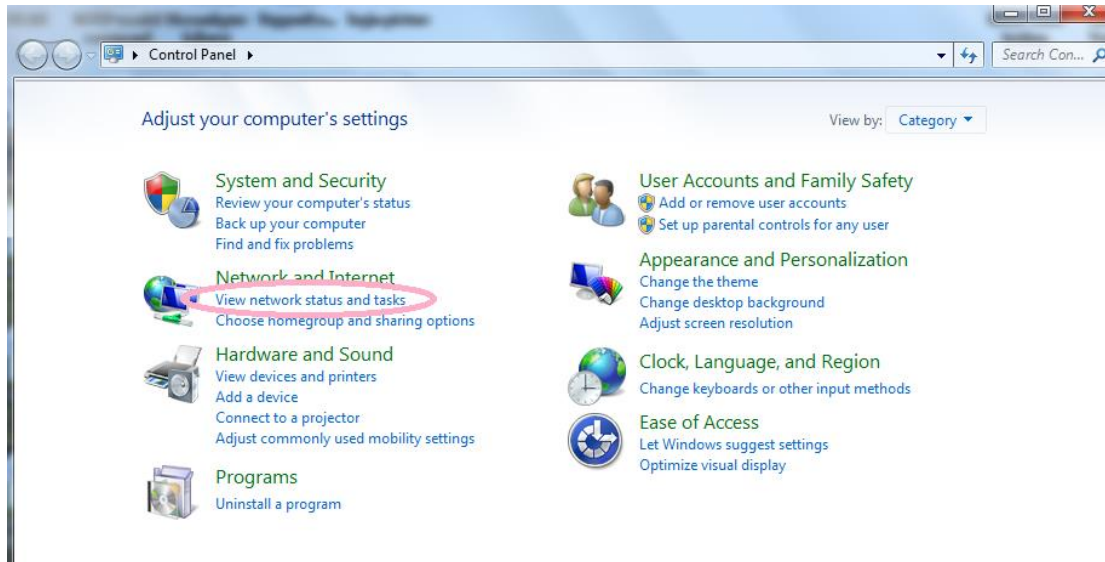 Control Panel
Search Con...
Adjust your computer's settings
View by: Category
System and Security
Review your computer's status
Back up your computer
Find and fix problems
Network and Internet
View network status and tasks
Choose homegroup and sharing options
Hardware and Sound
View devices and printers
Add a device
Connect to a projector
Adjust commonly used mobility settings
Programs
Uninstall a program
User Accounts and Family Safety
Add or remove user accounts
Set up parental controls for any user
Appearance and Personalization
Change the theme
Change desktop background
Adjust screen resolution
Clock, Language, and Region
Change keyboards or other input methods
Ease of Access
Let Windows suggest settings
Optimize visual display